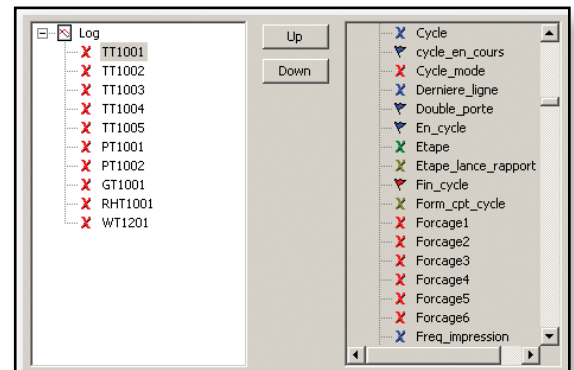 Log
TT1001
TT1002
TT1003
TT1004
TT1005
PT1001
PT1002
GT1001
RHT1001
WT1201
Up
Down
Cycle
cycle_en_cours
Cycle_mode
Derniere_ligne
Double_porte
En_cycle
Etape
Etape_lance_rapport
Fin_cycle
Form_cpt_cycle
Forcage1
Forcage2
Forcage3
Forcage4
Forcage5
Forcage6
Freq_impression